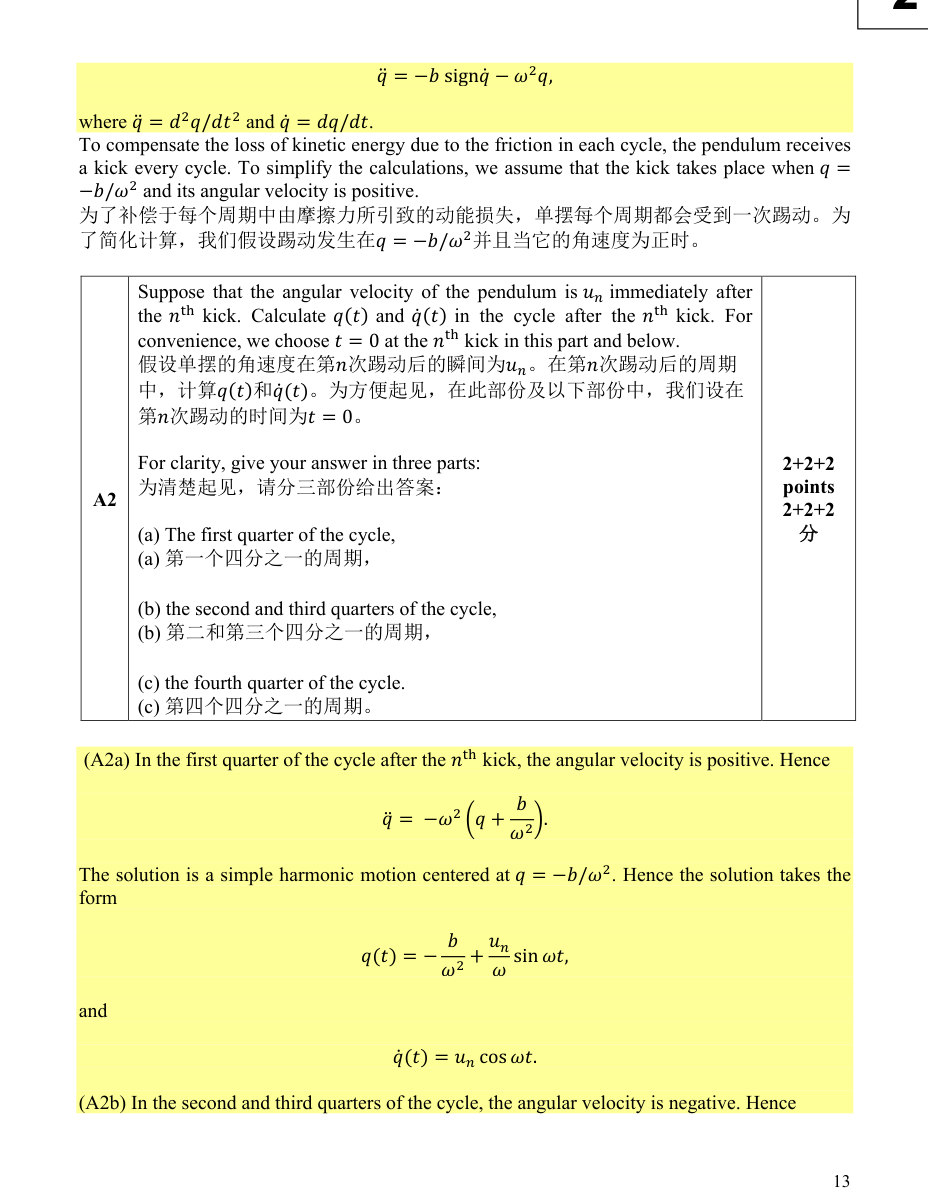 q̈ = −b signq̇ − ω²q,
where q̈ = d²q/dt² and q̇ = dq/dt.
To compensate the loss of kinetic energy due to the friction in each cycle, the pendulum receives
a kick every cycle. To simplify the calculations, we assume that the kick takes place when q =
−b/ω² and its angular velocity is positive.
为了补偿于每个周期中由摩擦力所引致的动能损失，单摆每个周期都会受到一次踢动。为
了简化计算，我们假设踢动发生在q = −b/ω²并且当它的角速度为正时。
A2
Suppose that the angular velocity of the pendulum is uₙ immediately after
the nᵗʰ kick. Calculate q(t) and q̇(t) in the cycle after the nᵗʰ kick. For
convenience, we choose t = 0 at the nᵗʰ kick in this part and below.
假设单摆的角速度在第n次踢动后的瞬间为uₙ。在第n次踢动后的周期
中，计算q(t)和q̇(t)。为方便起见，在此部份及以下部份中，我们设在
第n次踢动的时间为t = 0。
For clarity, give your answer in three parts:
为清楚起见，请分三部份给出答案：
(a) The first quarter of the cycle,
(a) 第一个四分之一的周期，
(b) the second and third quarters of the cycle,
(b) 第二和第三个四分之一的周期，
(c) the fourth quarter of the cycle.
(c) 第四个四分之一的周期。
2+2+2
points
2+2+2
分
(A2a) In the first quarter of the cycle after the nᵗʰ kick, the angular velocity is positive. Hence
q̈ = −ω² (q + b/ω²).
The solution is a simple harmonic motion centered at q = −b/ω². Hence the solution takes the
form
q(t) = − b/ω² + uₙ/ω sin ωt,
and
q̇(t) = uₙ cos ωt.
(A2b) In the second and third quarters of the cycle, the angular velocity is negative. Hence
13